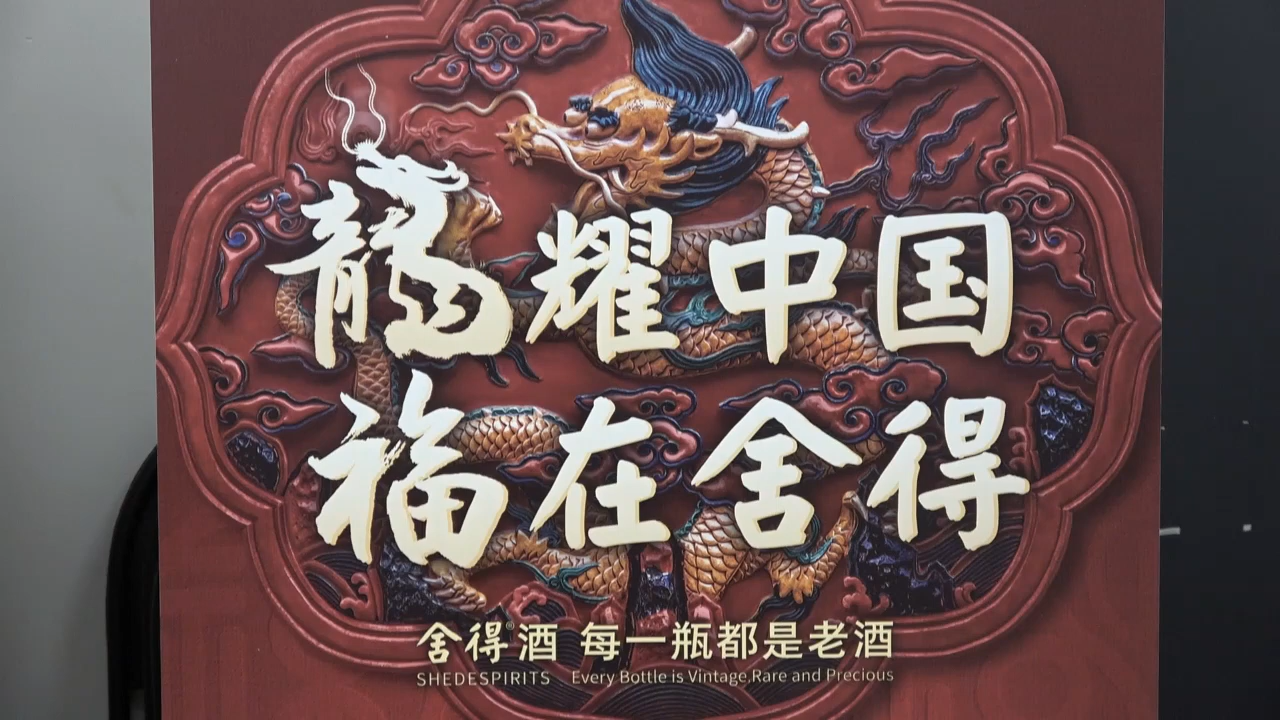 龍耀中国
福在舍得
舍得®酒 每一瓶都是老酒
SHEDESPIRITS Every Bottle is Vintage,Rare and Precious